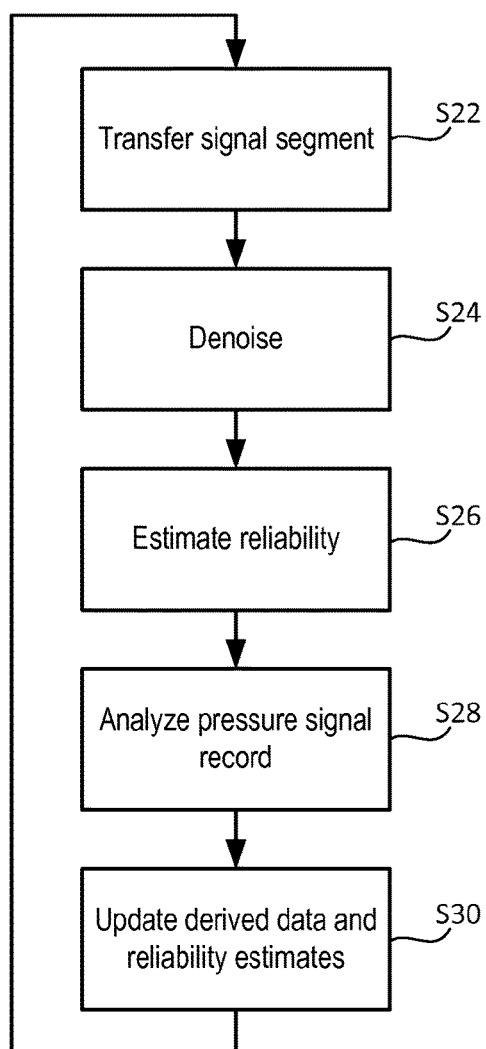 Transfer signal segment
S22
Denoise
S24
Estimate reliability
S26
Analyze pressure signal
record
S28
Update derived data and
reliability estimates
S30